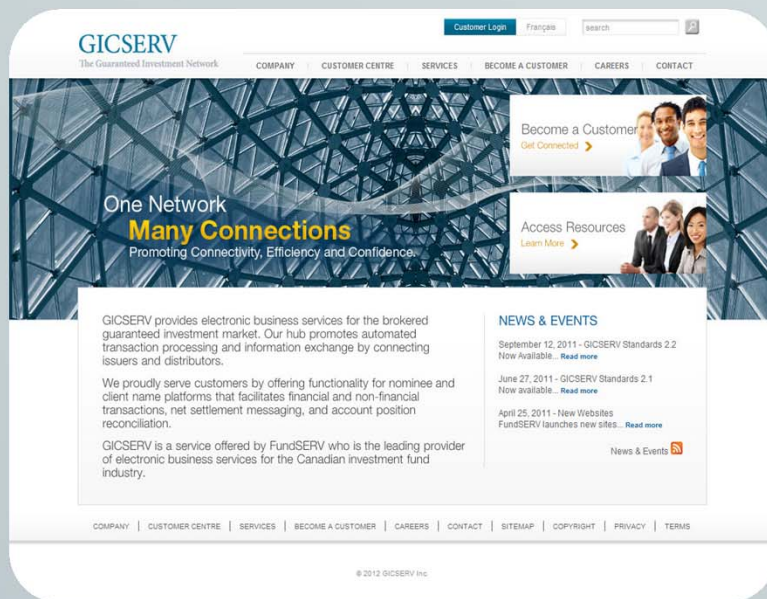 Customer Login
Français
search
GICSERV
The Guaranteed Investment Network
COMPANY
CUSTOMER CENTRE
SERVICES
BECOME A CUSTOMER
CAREERS
CONTACT
Become a Customer
Get Connected
One Network
Many Connections
Promoting Connectivity, Efficiency and Confidence.
Access Resources
Learn More
GICSERV provides electronic business services for the brokered
guaranteed investment market. Our hub promotes automated
transaction processing and information exchange by connecting
issuers and distributors.
We proudly serve customers by offering functionality for nominee and
client name platforms that facilitates financial and non-financial
transactions, net settlement messaging, and account position
reconciliation.
GICSERV is a service offered by FundSERV who is the leading provider
of electronic business services for the Canadian investment fund
industry.
NEWS & EVENTS
September 12, 2011 - GICSERV Standards 2.2
Now Available... Read more
June 27, 2011 - GICSERV Standards 2.1
Now available... Read more
April 25, 2011 - New Websites
FundSERV launches new sites... Read more
News & Events
COMPANY | CUSTOMER CENTRE | SERVICES | BECOME A CUSTOMER | CAREERS | CONTACT | SITEMAP | COPYRIGHT | PRIVACY | TERMS
© 2012 GICSERV Inc.